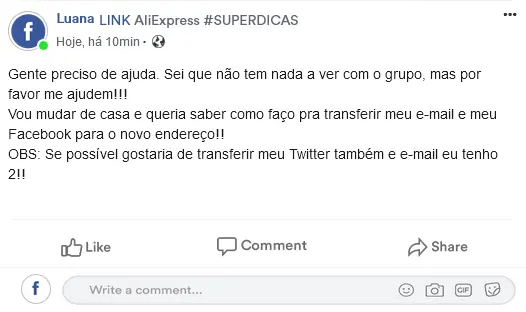 Luana LINK AliExpress #SUPERDICAS
Hoje, há 10min ·
Gente preciso de ajuda. Sei que não tem nada a ver com o grupo, mas por
favor me ajudem!!!
Vou mudar de casa e queria saber como faço pra transferir meu e-mail e meu
Facebook para o novo endereço!!
OBS: Se possível gostaria de transferir meu Twitter também e e-mail eu tenho
2!!
Like Comment Share
Write a comment... GIF